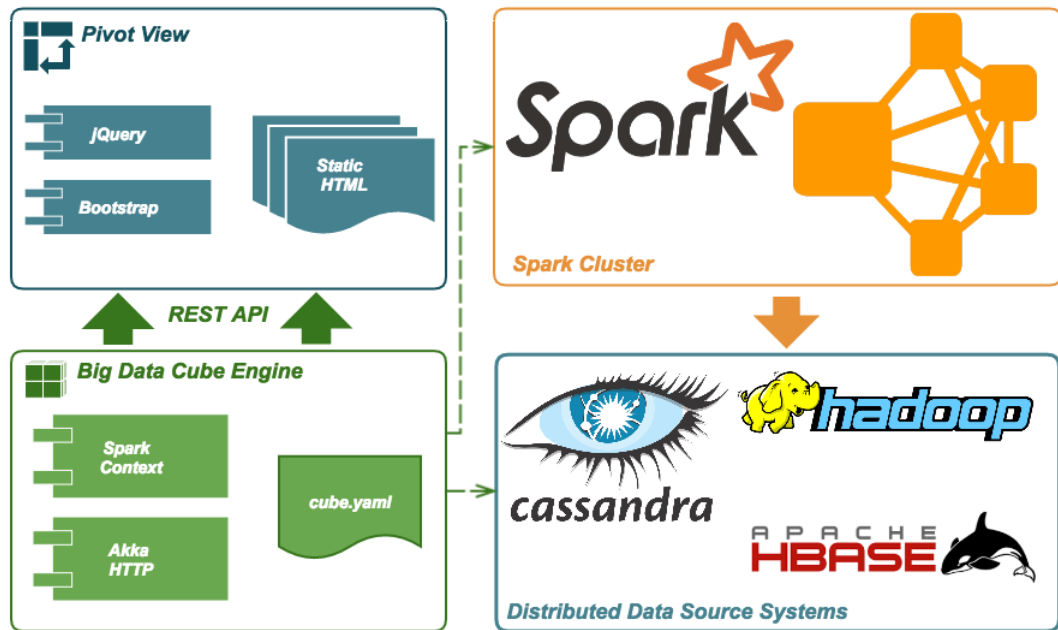 Pivot View
jQuery
Bootstrap
Static
HTML
REST API
Big Data Cube Engine
Spark
Context
Akka
HTTP
cube.yaml
Spark
Spark Cluster
cassandra
hadoop
APACHE
HBASE
Distributed Data Source Systems